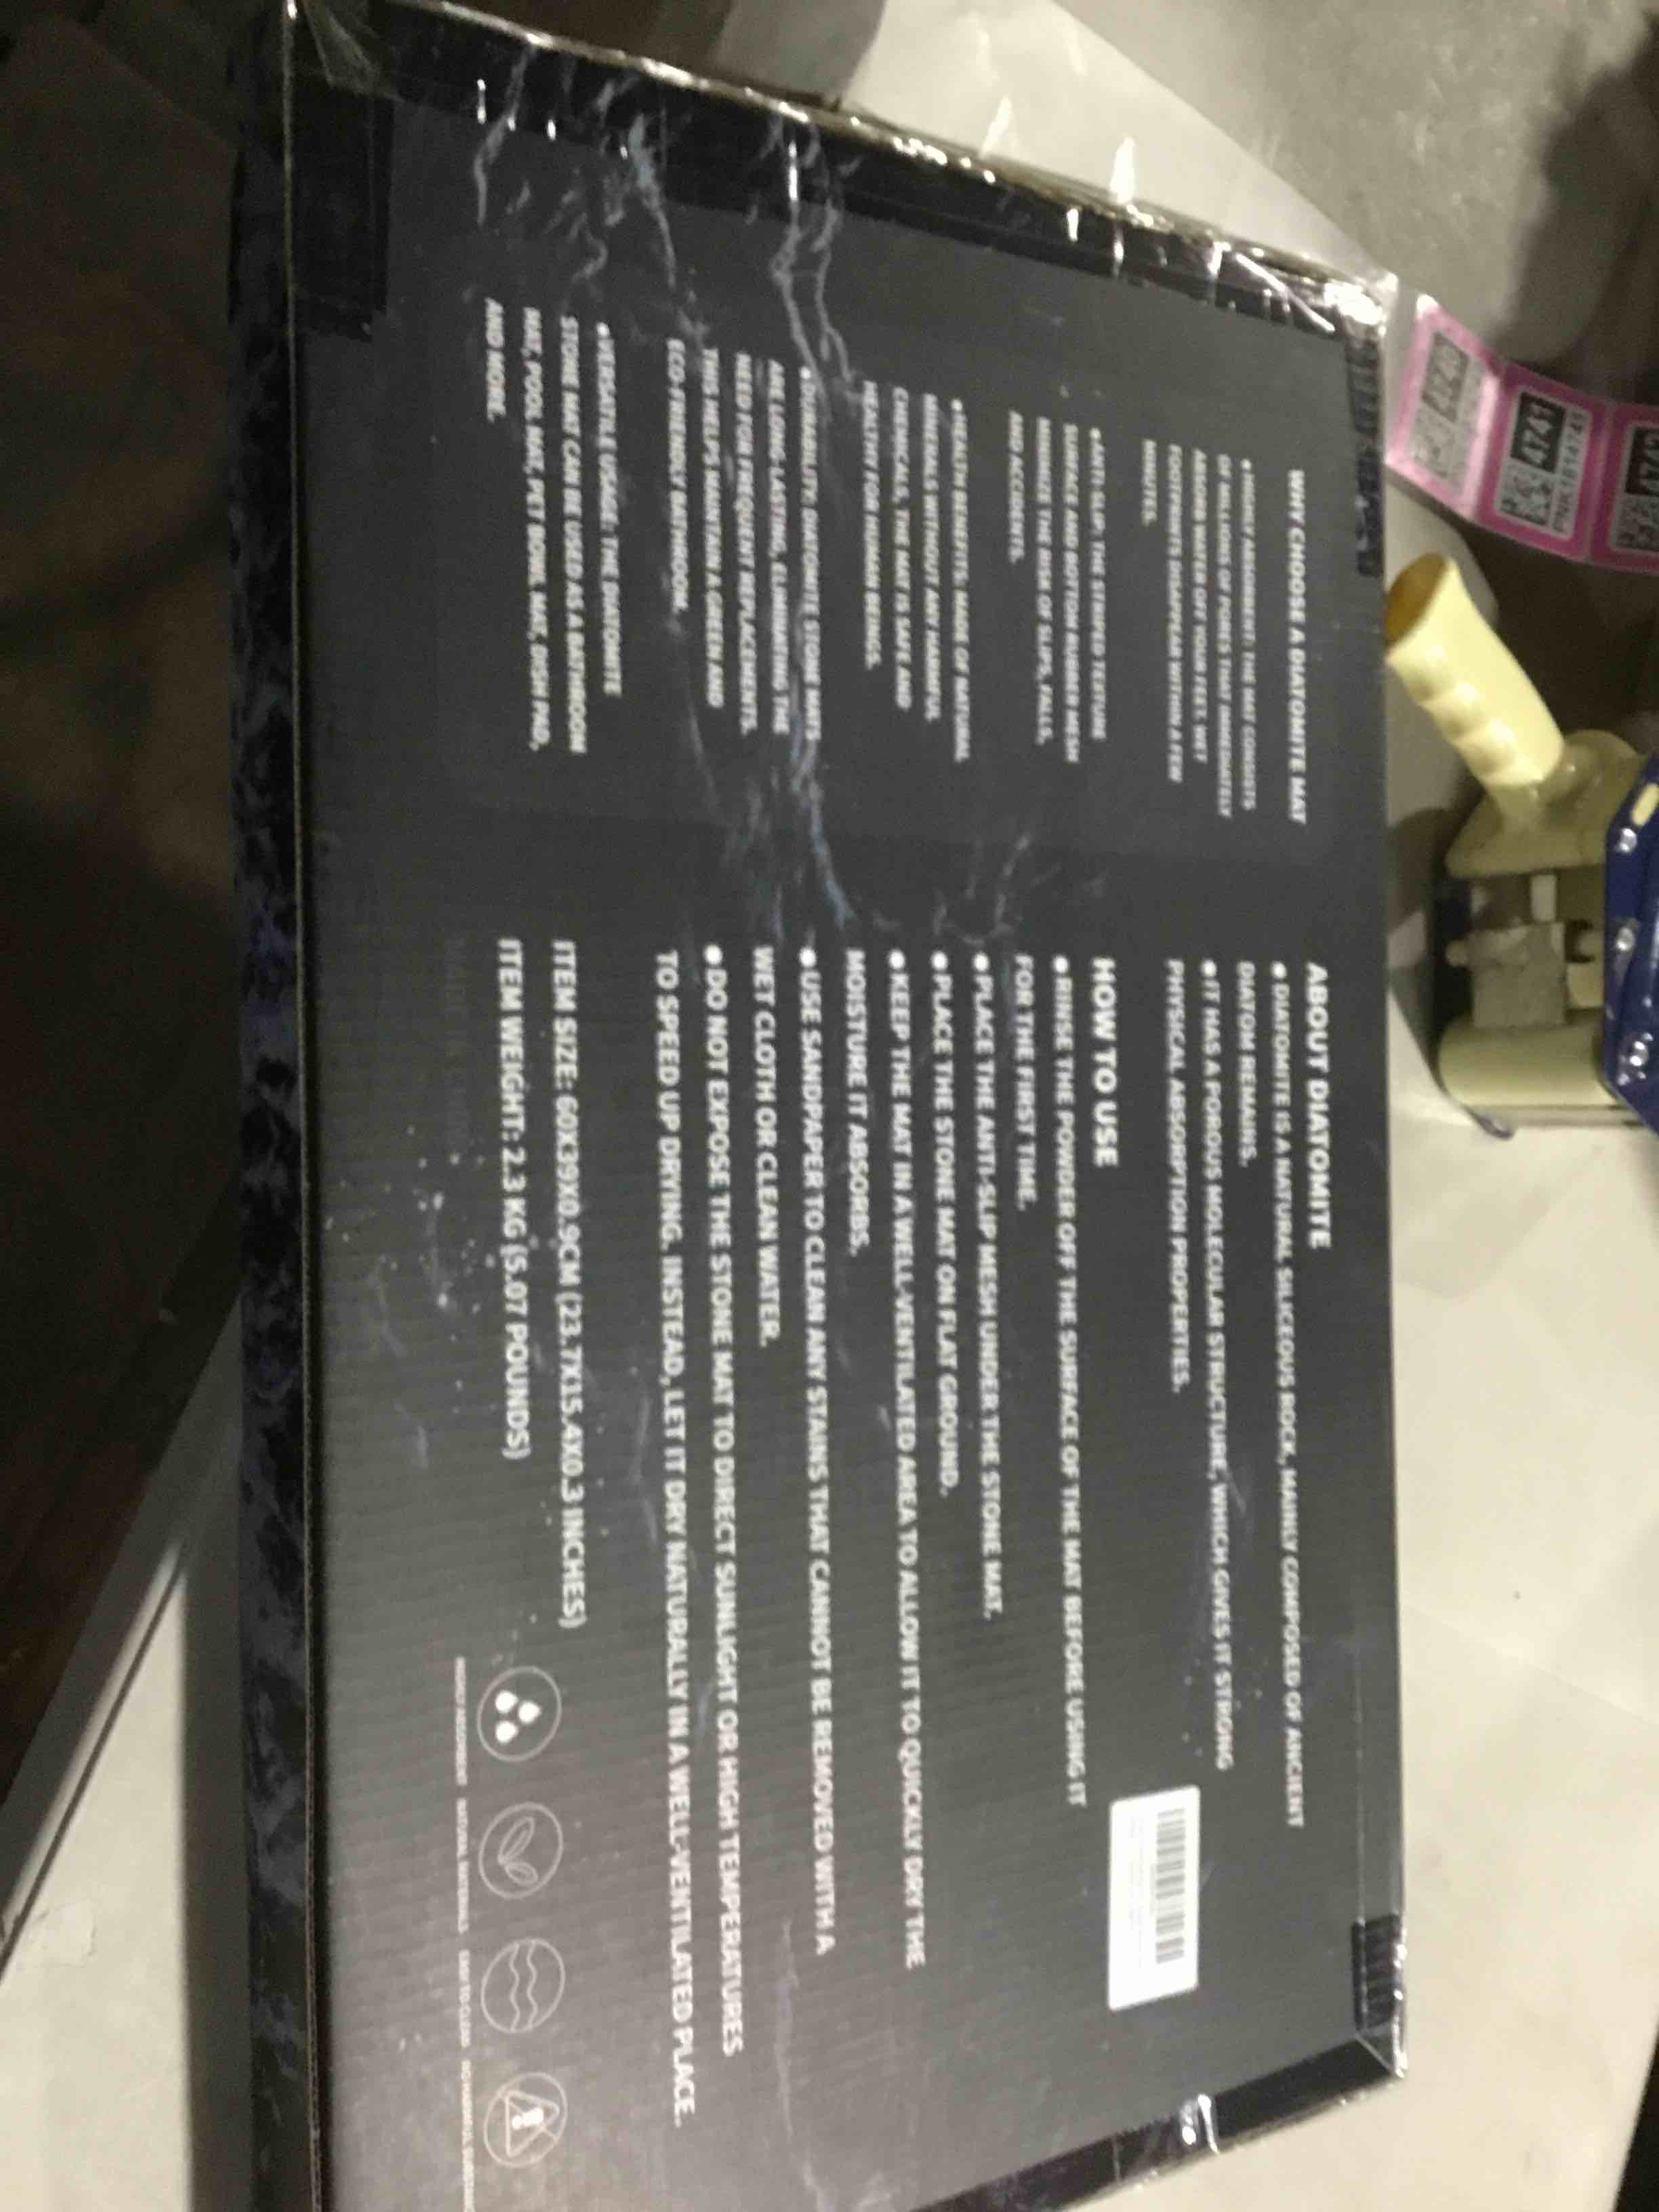 WHY CHOOSE A DIATOMITE MAT
•HIGHLY ABSORBENT: THE MAT CONSISTS
OF MILLIONS OF PORES THAT IMMEDIATELY
ABSORB WATER OFF YOUR FEET. WET
FOOTPRINTS DISAPPEAR WITHIN A FEW
MINUTES.
•ANTI-SLIP: THE STRIPED TEXTURE
SURFACE AND BOTTOM RUBBER MESH
MINIMIZE THE RISK OF SLIPS, FALLS,
AND ACCIDENTS.
•HEALTH BENEFITS: MADE OF NATURAL
MINERALS WITHOUT ANY HARMFUL
CHEMICALS, THE MAT IS SAFE AND
HEALTHY FOR HUMAN BEINGS.
•DURABILITY: DIATOMITE STONE MATS
ARE LONG-LASTING, ELIMINATING THE
NEED FOR FREQUENT REPLACEMENTS.
THIS HELPS MAINTAIN A GREEN AND
ECO-FRIENDLY BATHROOM.
•VERSATILE USAGE: THE DIATOMITE
STONE MAT CAN BE USED AS A BATHROOM
MAT, POOL MAT, PET BOWL MAT, DISH PAD,
AND MORE.
ABOUT DIATOMITE
• DIATOMITE IS A NATURAL SILICEOUS ROCK, MAINLY COMPOSED OF ANCIENT
DIATOM REMAINS.
•IT HAS A POROUS MOLECULAR STRUCTURE, WHICH GIVES IT STRONG
PHYSICAL ABSORPTION PROPERTIES.
HOW TO USE
• RINSE THE POWDER OFF THE SURFACE OF THE MAT BEFORE USING IT
FOR THE FIRST TIME.
•PLACE THE ANTI-SLIP MESH UNDER THE STONE MAT.
•PLACE THE STONE MAT ON FLAT GROUND.
•KEEP THE MAT IN A WELL-VENTILATED AREA TO ALLOW IT TO QUICKLY DRY THE
MOISTURE IT ABSORBS.
•USE SANDPAPER TO CLEAN ANY STAINS THAT CANNOT BE REMOVED WITH A
WET CLOTH OR CLEAN WATER.
•DO NOT EXPOSE THE STONE MAT TO DIRECT SUNLIGHT OR HIGH TEMPERATURES
TO SPEED UP DRYING. INSTEAD, LET IT DRY NATURALLY IN A WELL-VENTILATED PLACE.
ITEM SIZE: 60X39X0.9CM (23.7X15.4X0.3 INCHES)
ITEM WEIGHT: 2.3 KG (5.07 POUNDS)
HIGHLY ABSORBENT
NATURAL MATERIALS
EASY TO CLEAN
4740
4741